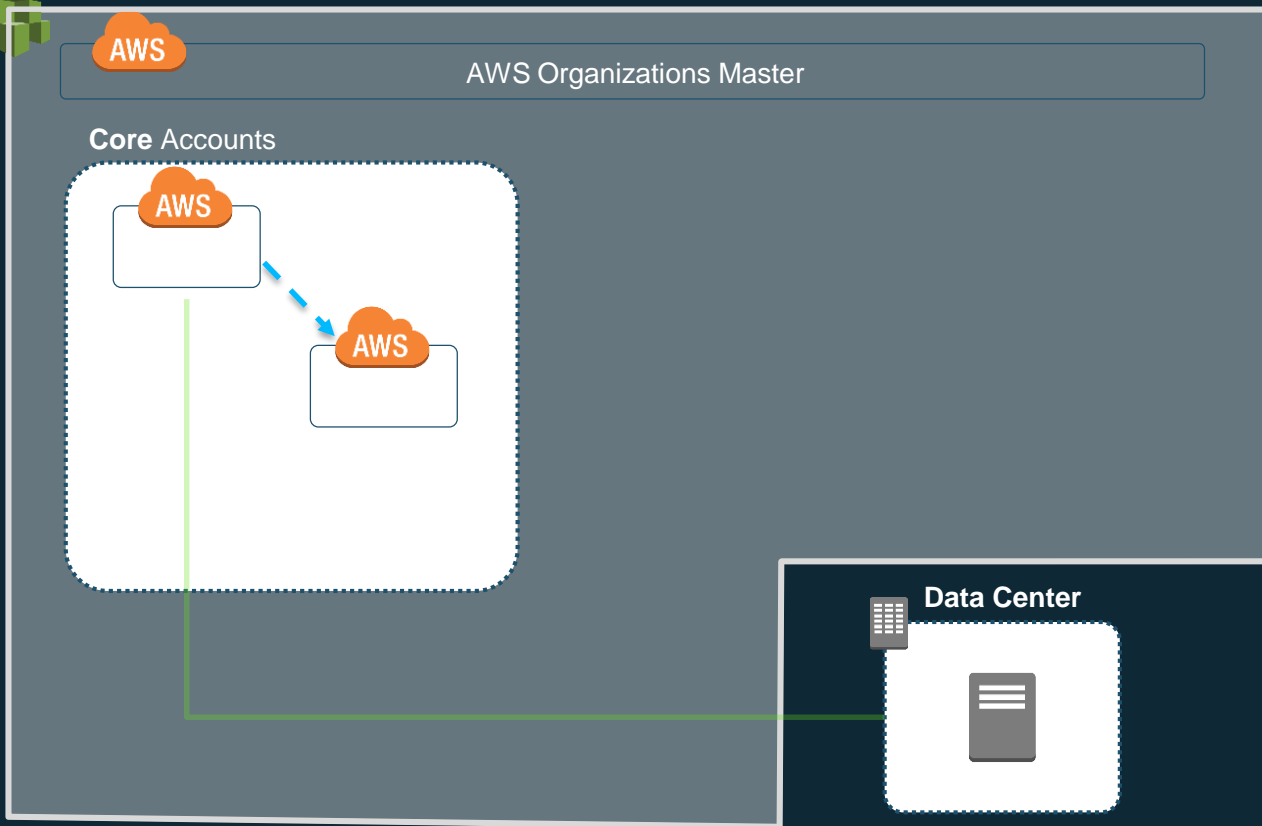 AWS
AWS Organizations Master
Core Accounts
AWS
AWS
Data Center